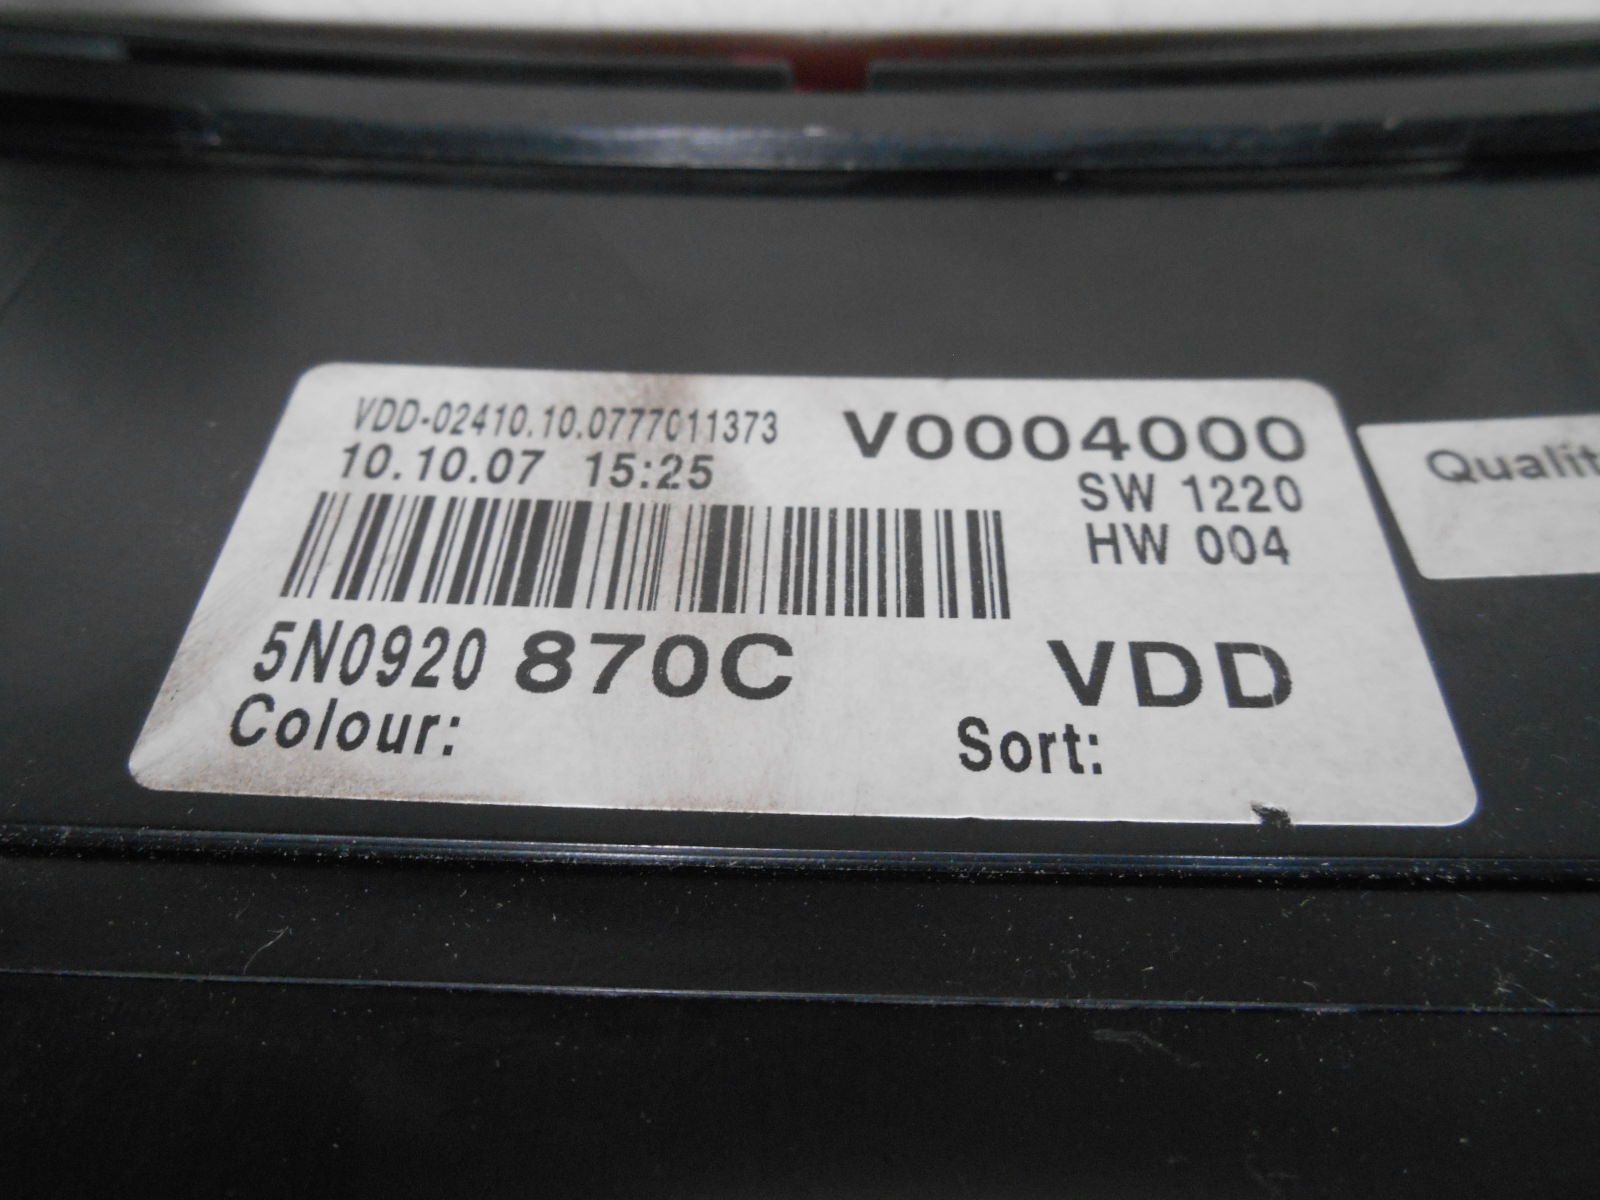 VDD-02410.10.0777011373
V0004000
10.10.07 15:25
SW 1220
HW 004
5N0920 870C
VDD
Colour:
Sort:
Qualit